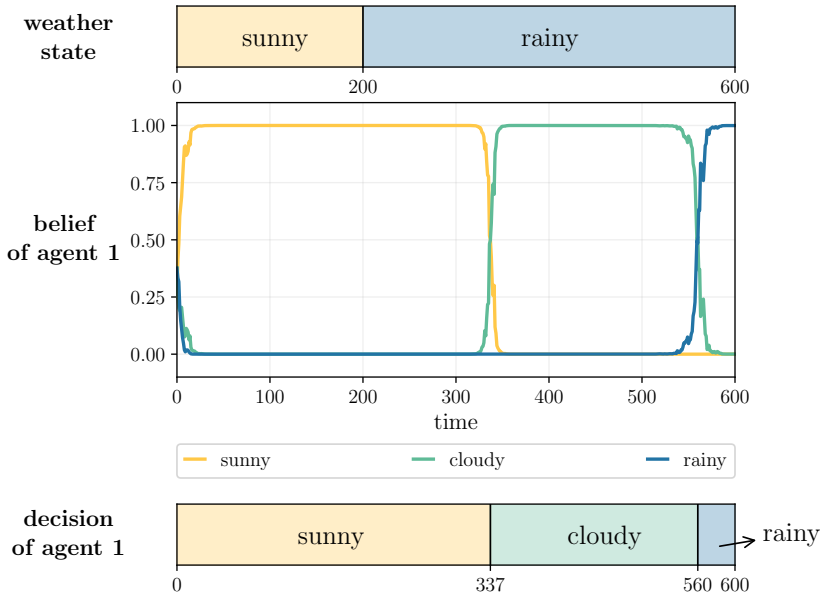 weather
state
sunny
rainy
0
200
600
belief
of agent 1
1.00
0.75
0.50
0.25
0.00
0
100
200
300
400
500
600
time
sunny
cloudy
rainy
decision
of agent 1
sunny
cloudy
rainy
0
337
560
600